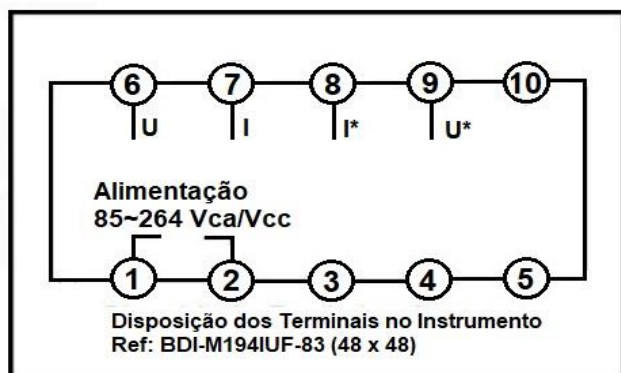 6 7 8 9 10
U I I* U*
Alimentação
85~264 Vca/Vcc
1 2 3 4 5
Disposição dos Terminais no Instrumento
Ref: BDI-M194IUF-83 (48 x 48)